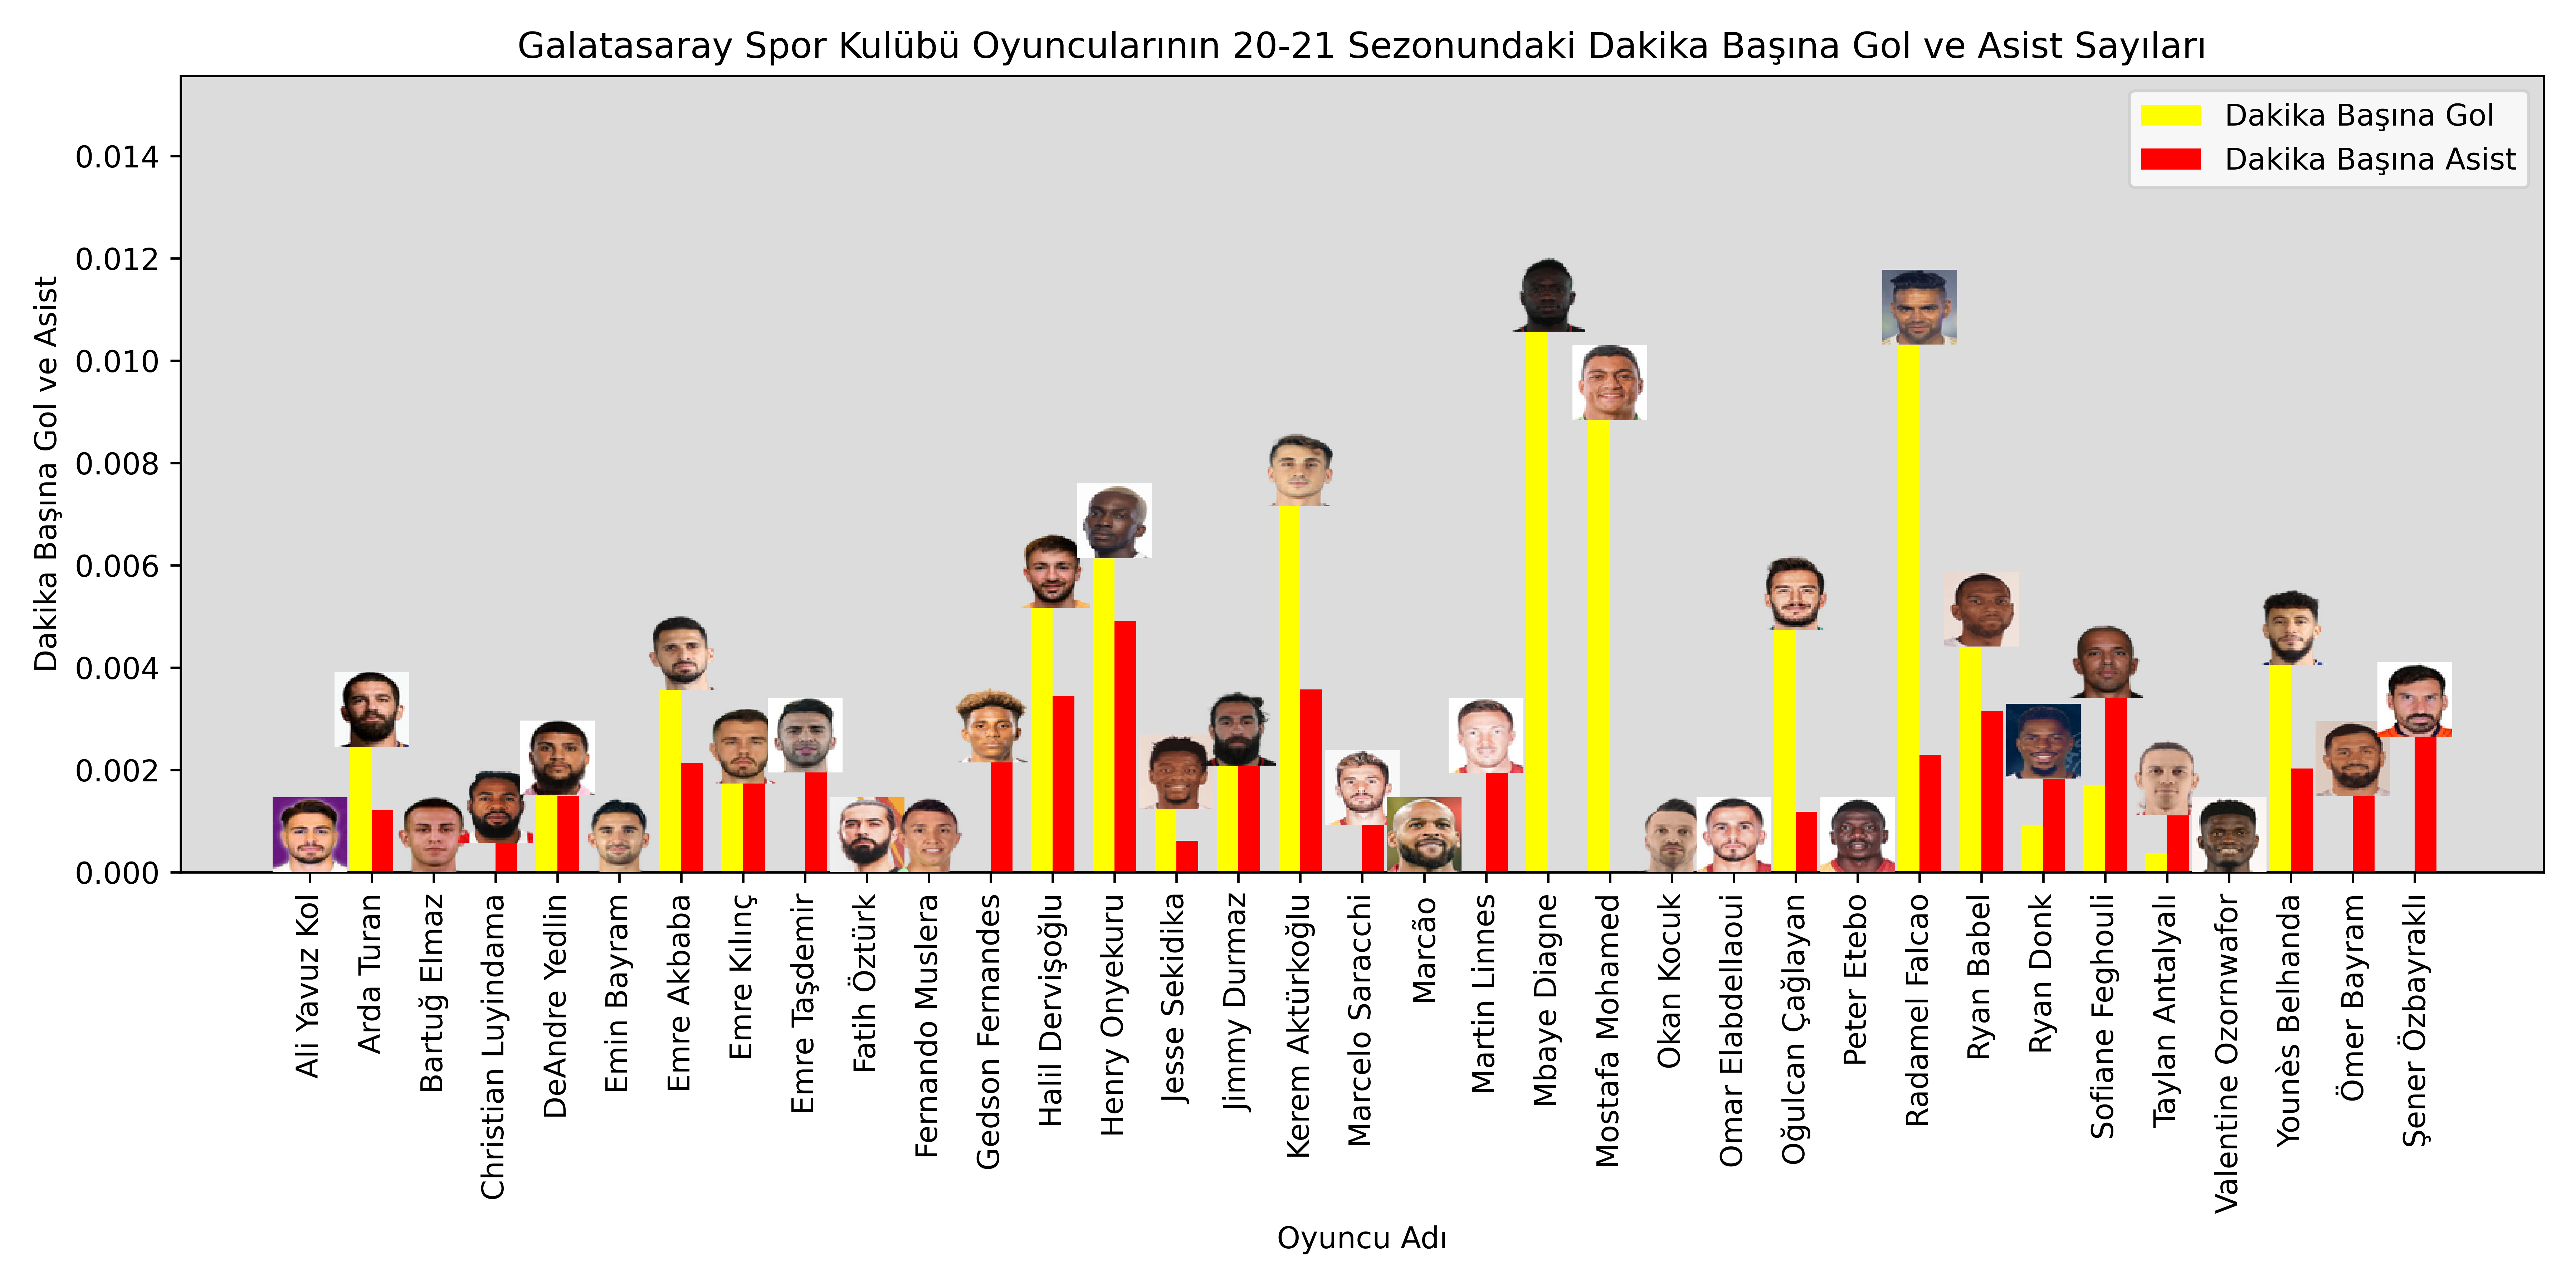 Galatasaray Spor Kulübü Oyuncularının 20-21 Sezonundaki Dakika Başına Gol ve Asist Sayıları
Dakika Başına Gol
Dakika Başına Asist
Dakika Başına Gol ve Asist
0.014
0.012
0.010
0.008
0.006
0.004
0.002
0.000
Ali Yavuz Kol
Arda Turan
Bartuğ Elmaz
Christian Luyindama
DeAndre Yedlin
Emin Bayram
Emre Akbaba
Emre Kılınç
Emre Taşdemir
Fatih Öztürk
Fernando Muslera
Gedson Fernandes
Halil Dervişoğlu
Henry Onyekuru
Jesse Sekidika
Jimmy Durmaz
Kerem Aktürkoğlu
Marcelo Saracchi
Marcão
Martin Linnes
Mbaye Diagne
Mostafa Mohamed
Okan Kocuk
Omar Elabdellaoui
Oğulcan Çağlayan
Peter Etebo
Radamel Falcao
Ryan Babel
Ryan Donk
Sofiane Feghouli
Taylan Antalyalı
Valentine Ozornwafor
Younès Belhanda
Ömer Bayram
Şener Özbayraklı
Oyuncu Adı